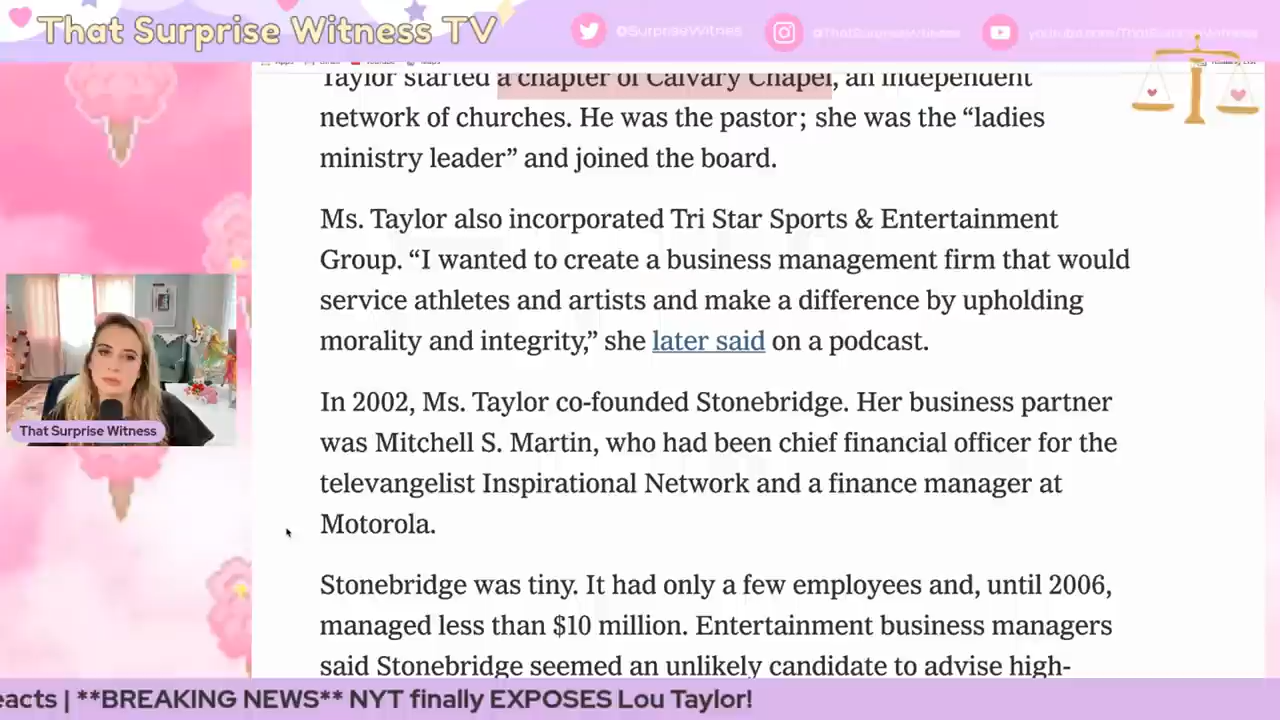 That Surprise Witness TV
@SurpriseWitnes
@ThatSurpriseWitness
youtube.com/ThatSurpriseWitness
Taylor started a chapter of Calvary Chapel, an independent
network of churches. He was the pastor; she was the “ladies
ministry leader” and joined the board.
Ms. Taylor also incorporated Tri Star Sports & Entertainment
Group. “I wanted to create a business management firm that would
service athletes and artists and make a difference by upholding
morality and integrity,” she later said on a podcast.
In 2002, Ms. Taylor co-founded Stonebridge. Her business partner
was Mitchell S. Martin, who had been chief financial officer for the
televangelist Inspirational Network and a finance manager at
Motorola.
Stonebridge was tiny. It had only a few employees and, until 2006,
managed less than $10 million. Entertainment business managers
said Stonebridge seemed an unlikely candidate to advise high-
That Surprise Witness
eacts | **BREAKING NEWS** NYT finally EXPOSES Lou Taylor!